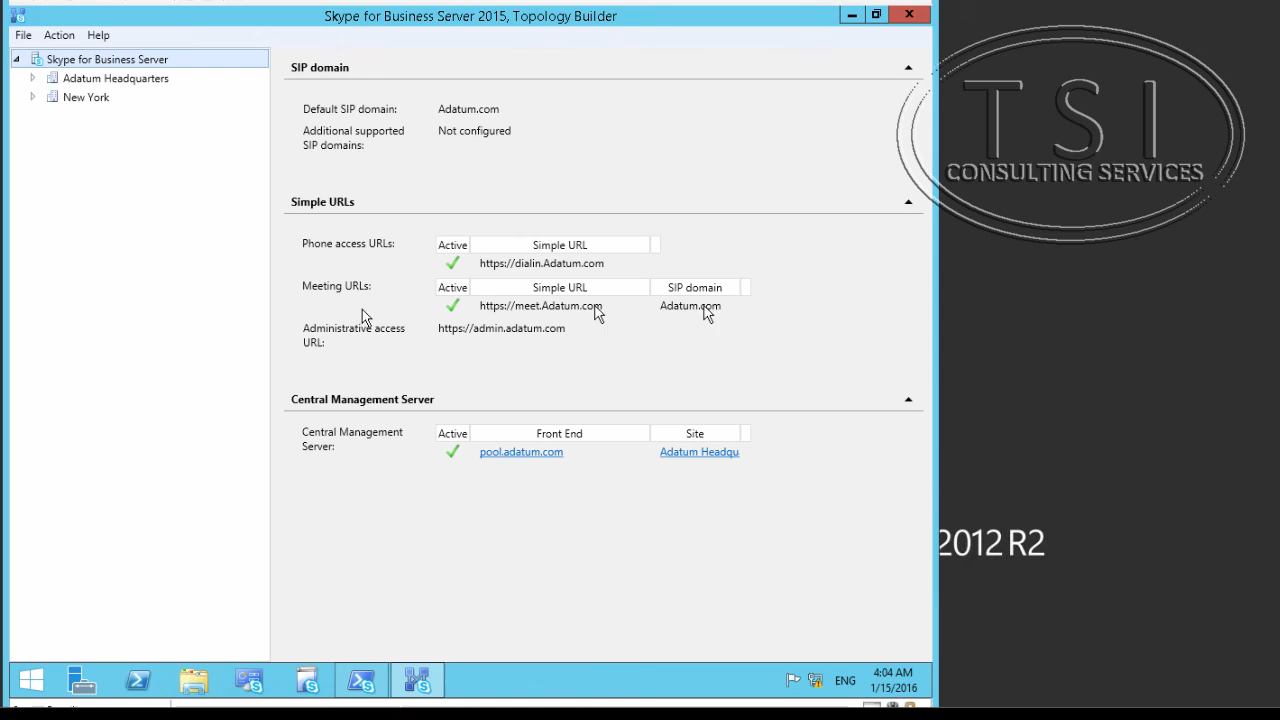 Skype for Business Server 2015, Topology Builder
File Action Help
Skype for Business Server
Adatum Headquarters
New York
SIP domain
Default SIP domain: Adatum.com
Additional supported Not configured
SIP domains:
Simple URLs
Phone access URLs: Active Simple URL
https://dialin.Adatum.com
Meeting URLs: Active Simple URL SIP domain
https://meet.Adatum.com Adatum.com
Administrative access https://admin.adatum.com
URL:
Central Management Server
Central Management Active Front End Site
Server: pool.adatum.com Adatum Headqu
T S I
CONSULTING SERVICES
2012 R2
ENG
4:04 AM
1/15/2016